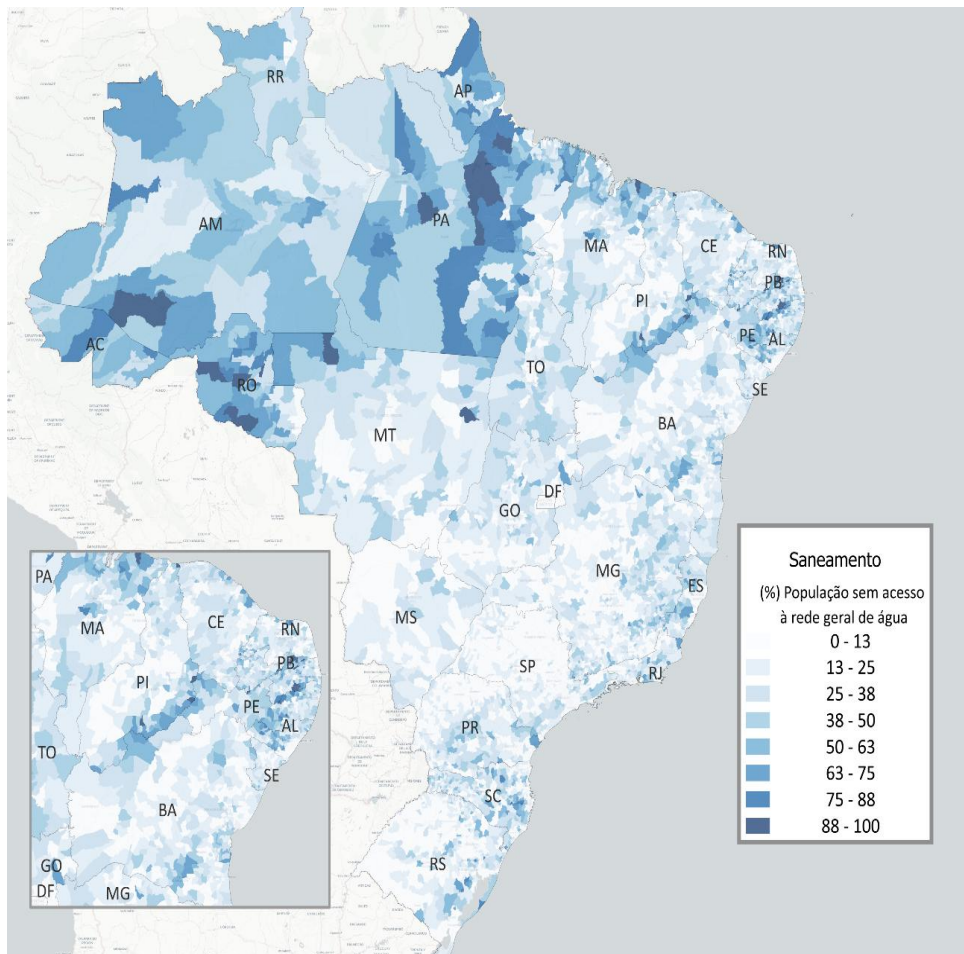 RR
AP
AM
PA
MA
CE
RN
PI
PB
AC
PE
AL
TO
RO
SE
BA
MT
DF
GO
MG
ES
MS
SP
RJ
PR
SC
RS
PA
MA
CE
RN
PB
PI
PE
AL
TO
SE
BA
GO
DF
MG
Saneamento
(%) População sem acesso
à rede geral de água
0 - 13
13 - 25
25 - 38
38 - 50
50 - 63
63 - 75
75 - 88
88 - 100